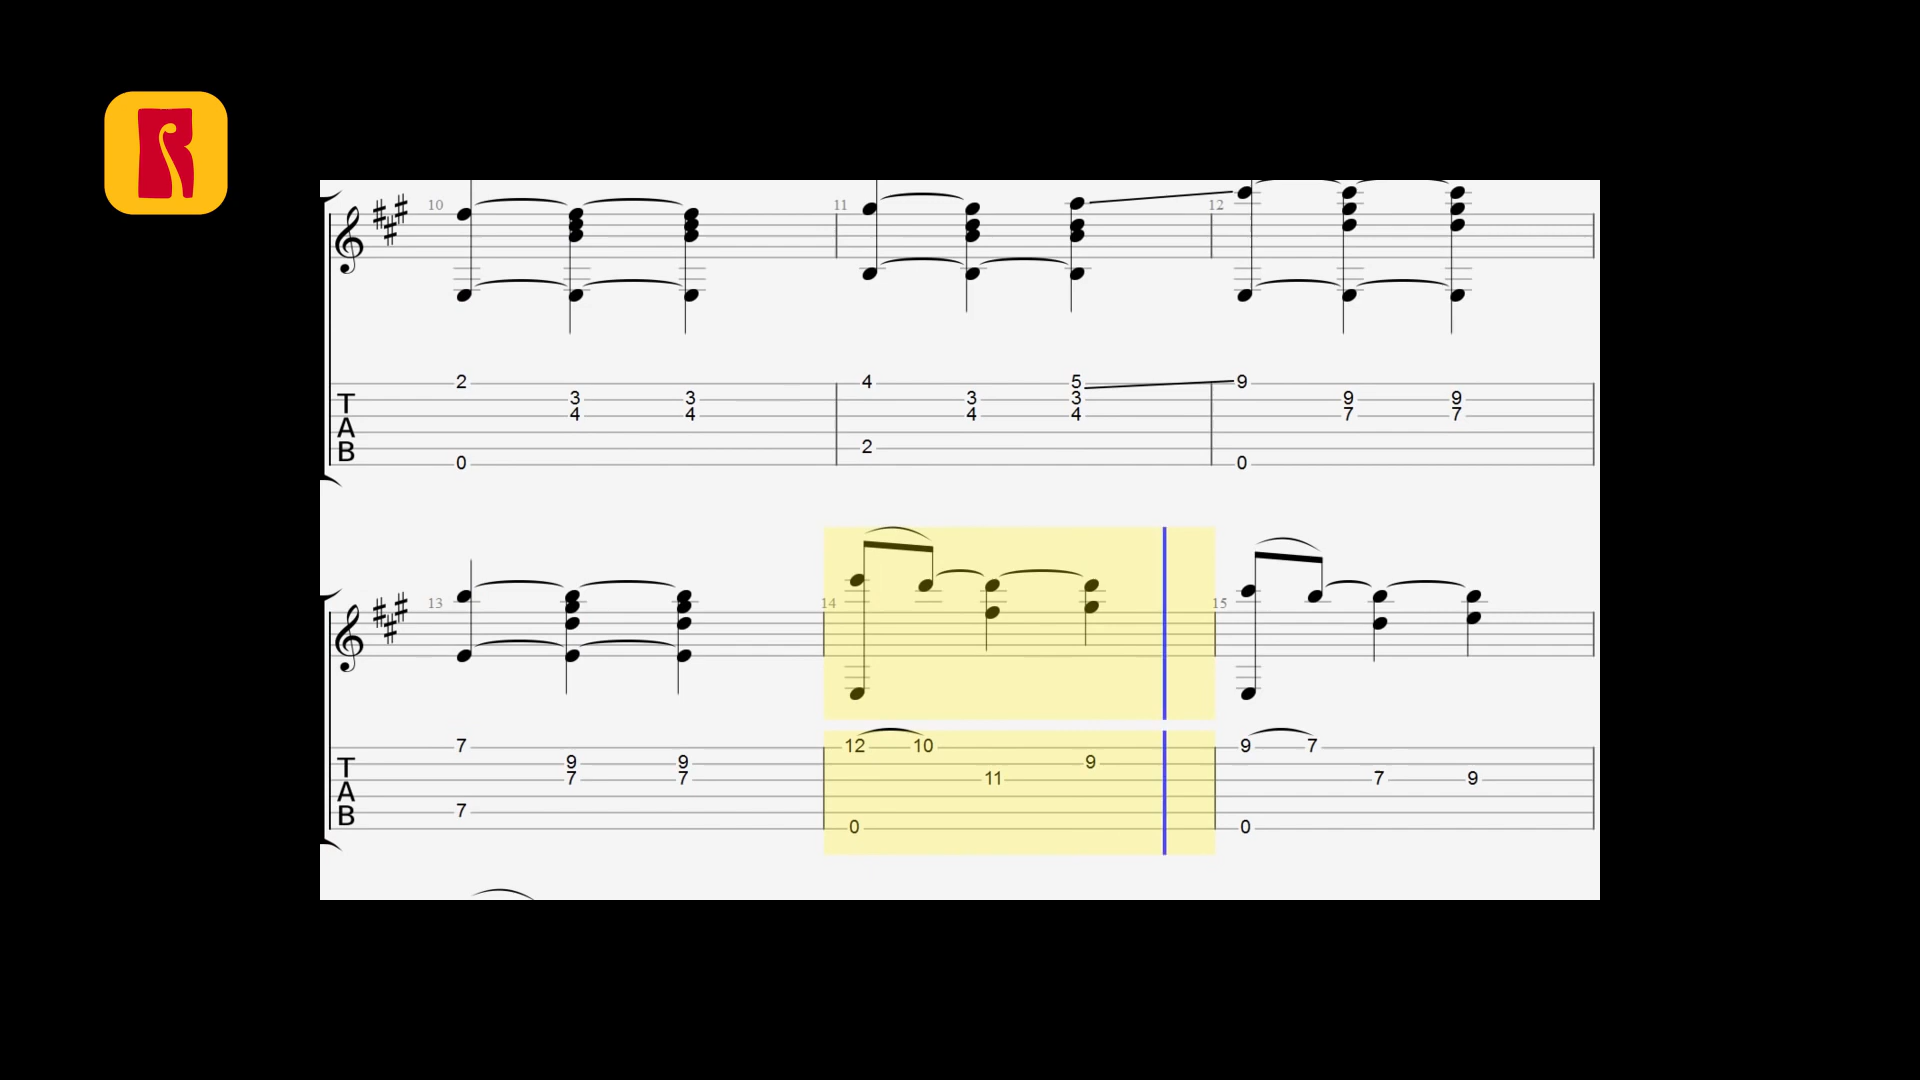 R
10 11 12
2 4 5 9
T 3 3 3 3 9 9
4 4 4 4 7 7
A
B 2
0 0
13 14 15
7 12 10 9 7
T 9 9 9
7 7 11 7 9
A
B 7
0 0